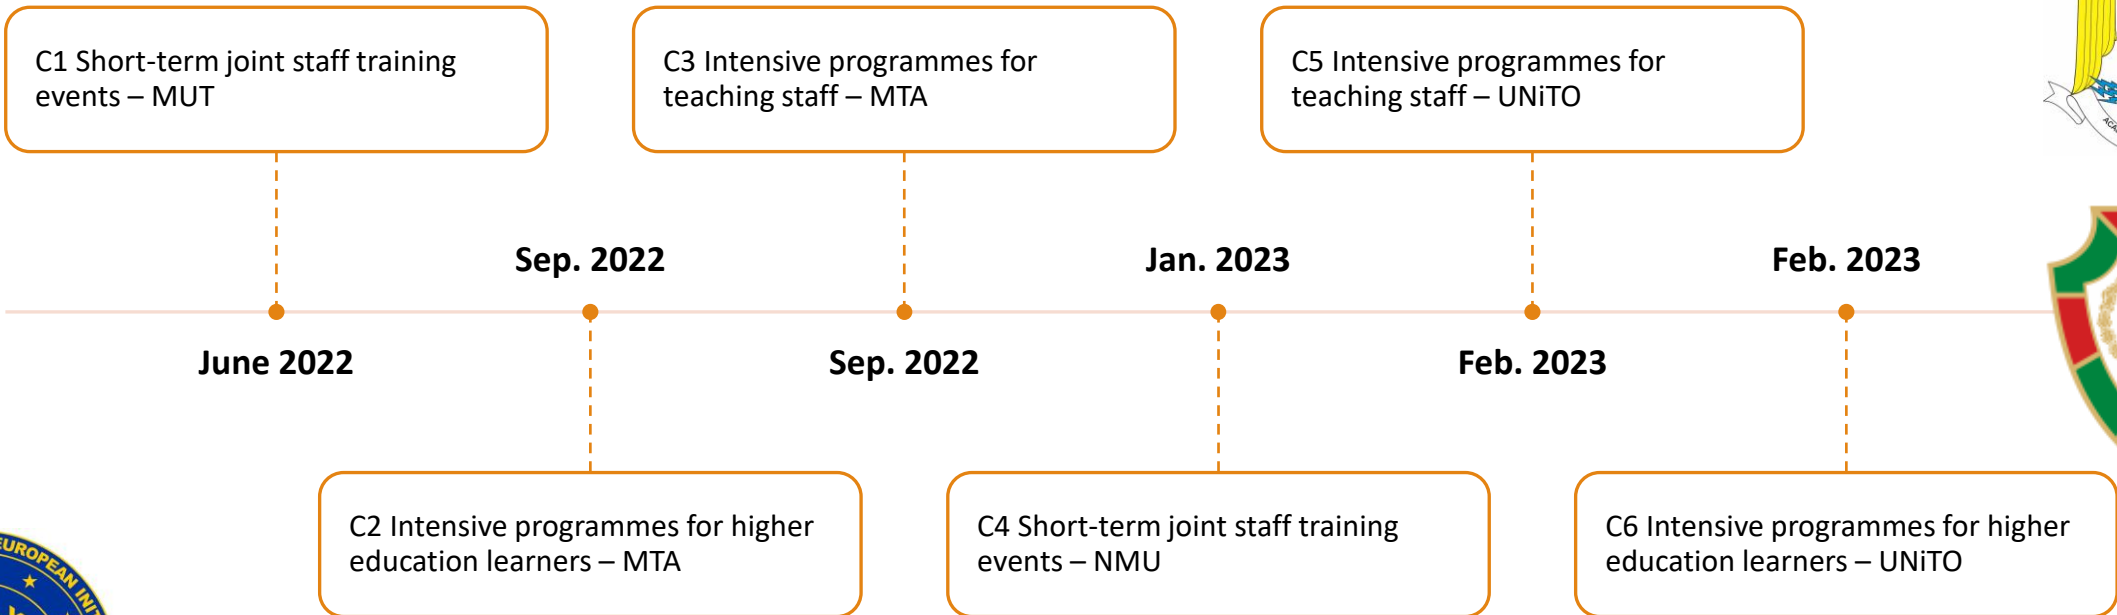 C1 Short-term joint staff training
events – MUT
C3 Intensive programmes for
teaching staff – MTA
C5 Intensive programmes for
teaching staff – UNiTO
Sep. 2022
Jan. 2023
Feb. 2023
June 2022
Sep. 2022
Feb. 2023
C2 Intensive programmes for higher
education learners – MTA
C4 Short-term joint staff training
events – NMU
C6 Intensive programmes for higher
education learners – UNiTO
EUROPEAN